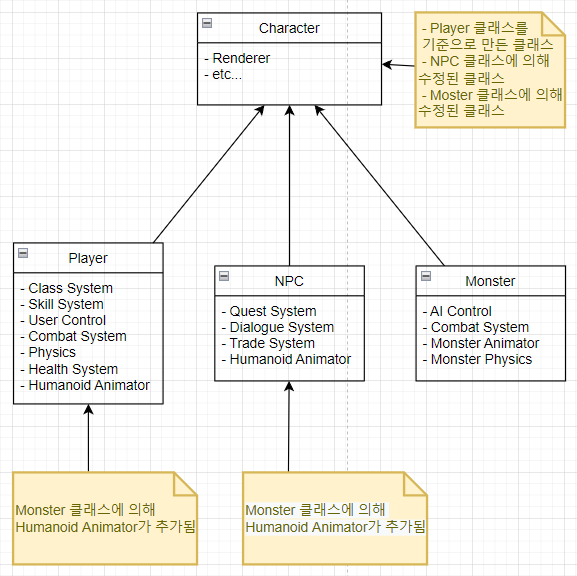 Character
- Renderer
- etc...
- Player 클래스를
기준으로 만든 클래스
- NPC 클래스에 의해
수정된 클래스
- Moster 클래스에 의해
수정된 클래스
Player
- Class System
- Skill System
- User Control
- Combat System
- Physics
- Health System
- Humanoid Animator
NPC
- Quest System
- Dialogue System
- Trade System
- Humanoid Animator
Monster
- AI Control
- Combat System
- Monster Animator
- Monster Physics
Monster 클래스에 의해
Humanoid Animator가 추가됨
Monster 클래스에 의해
Humanoid Animator가 추가됨